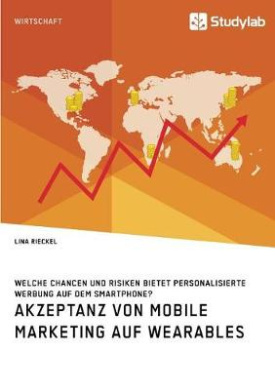 WIRTSCHAFT
Studylab
LINA RIECKEL
WELCHE CHANCEN UND RISIKEN BIETET PERSONALISIERTE
WERBUNG AUF DEM SMARTPHONE?
AKZEPTANZ VON MOBILE
MARKETING AUF WEARABLES